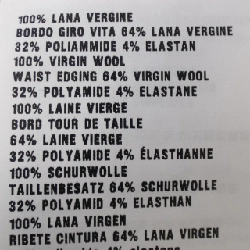 100% LANA VERGINE
BORDO GIRO VITA 64% LANA VERGINE
32% POLIAMMIDE 4% ELASTAN
100% VIRGIN WOOL
WAIST EDGING 64% VIRGIN WOOL
32% POLYAMIDE 4% ELASTANE
100% LAINE VIERGE
BORD TOUR DE TAILLE
64% LAINE VIERGE
32% POLYAMIDE 4% ÉLASTHANNE
100% SCHURWOLLE
TAILLENBESATZ 64% SCHURWOLLE
32% POLYAMID 4% ELASTHAN
100% LANA VIRGEN
RIBETE CINTURA 64% LANA VIRGEN